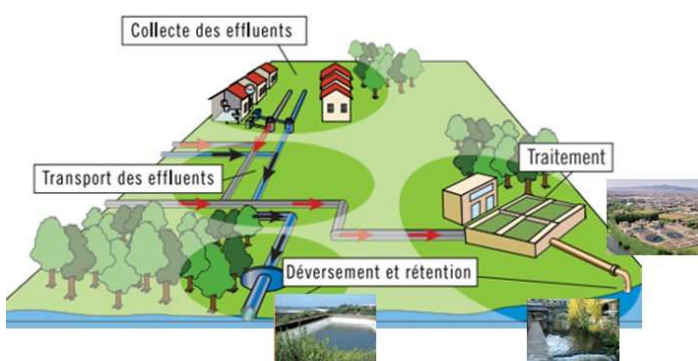 Collecte des effluents
Transport des effluents
Traitement
Déversement et rétention